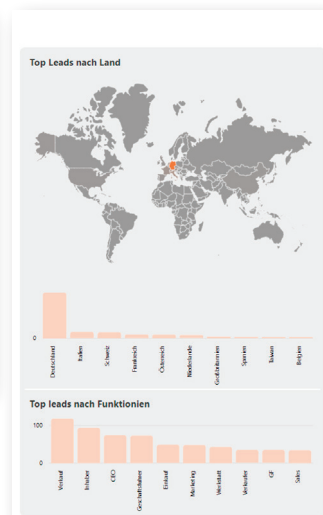 Top Leads nach Land
0
Deutschland
Italien
Schweiz
Frankreich
Österreich
Niederlande
Großbritannien
Spanien
Taiwan
Belgien
Top leads nach Funktionen
100
0
Verkauf
Inhaber
CEO
Geschäftsführer
Einkauf
Marketing
Werkstatt
Verkäufer
GF
Sales